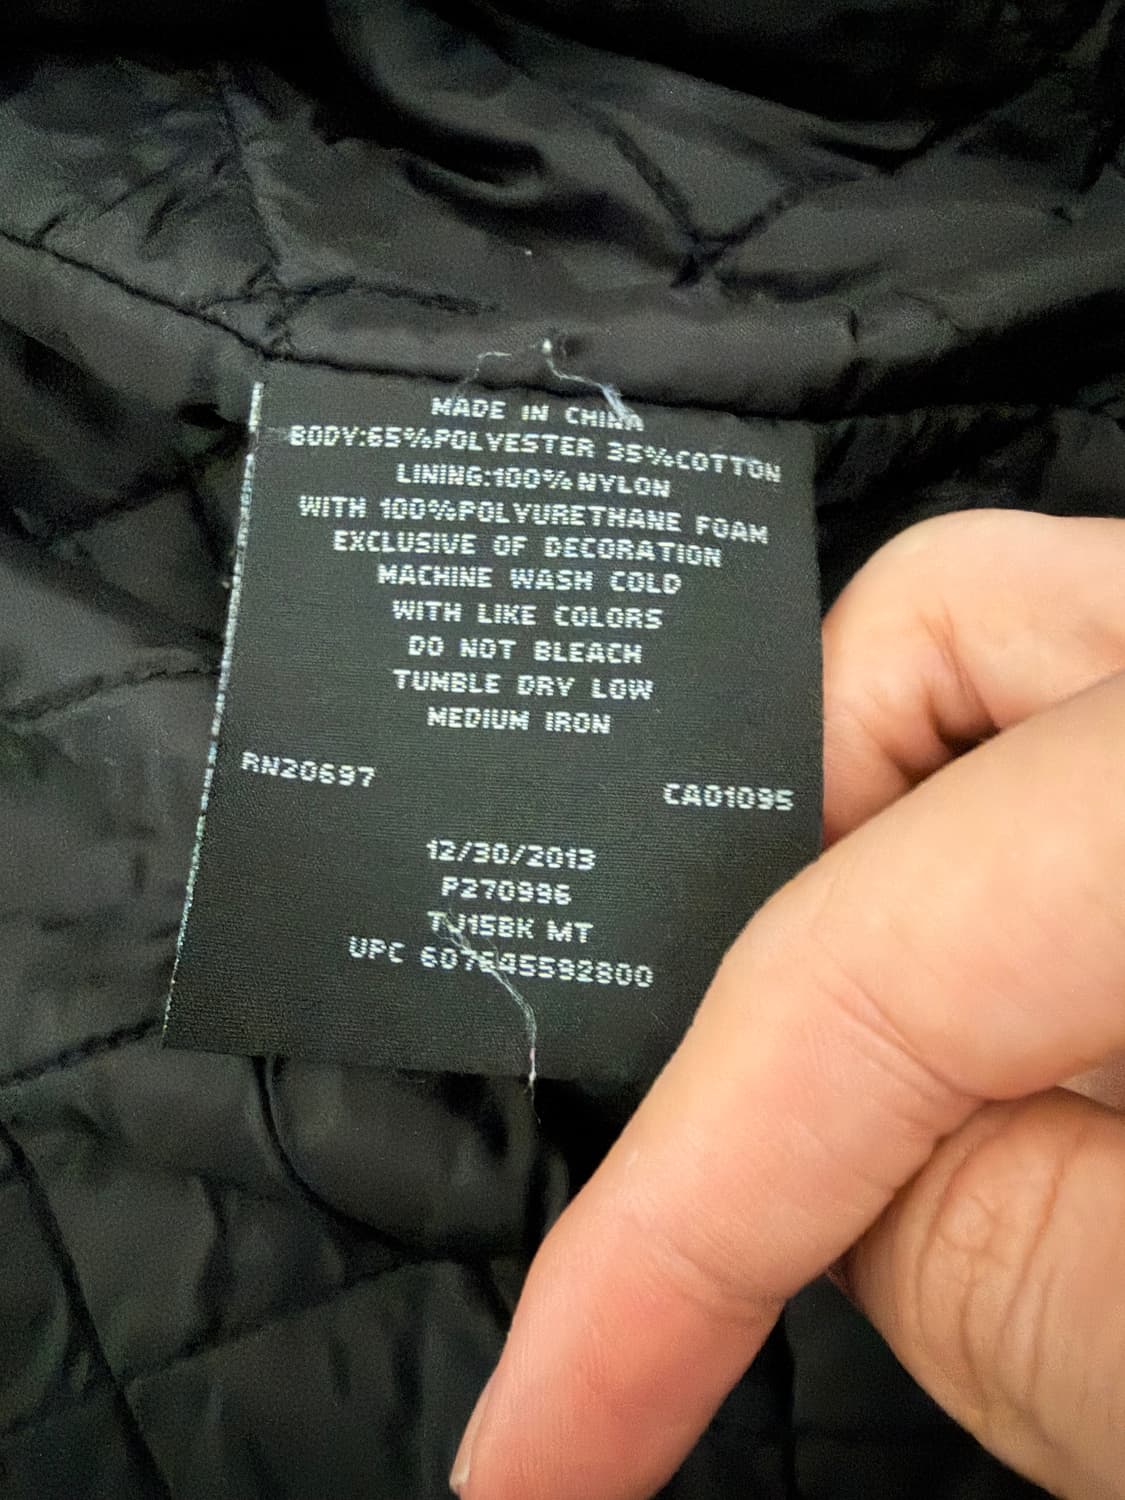 MADE IN CHINA
BODY:65%POLYESTER 35%COTTON
LINING:100%NYLON
WITH 100%POLYURETHANE FOAM
EXCLUSIVE OF DECORATION
MACHINE WASH COLD
WITH LIKE COLORS
DO NOT BLEACH
TUMBLE DRY LOW
MEDIUM IRON
RN20697
CA01095
12/30/2013
P270996
TJ15BK MT
UPC 607645592800